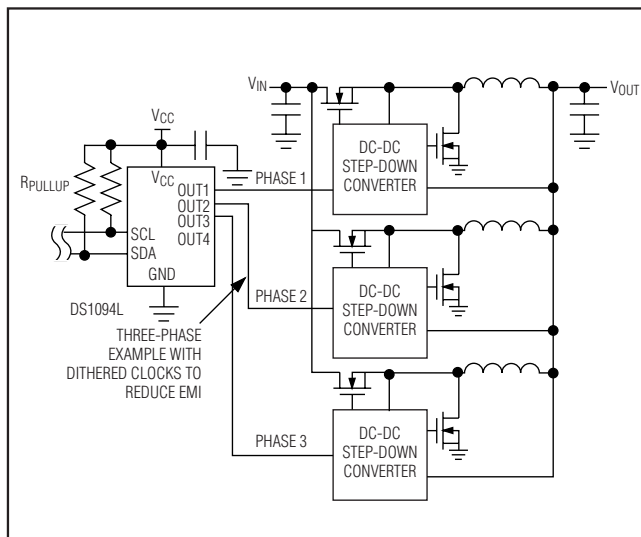 VIN
VOUT
VCC
RPULLUP
VCC
OUT1
OUT2
OUT3
OUT4
SCL
SDA
GND
DS1094L
PHASE 1
DC-DC
STEP-DOWN
CONVERTER
PHASE 2
DC-DC
STEP-DOWN
CONVERTER
THREE-PHASE
EXAMPLE WITH
DITHERED CLOCKS TO
REDUCE EMI
PHASE 3
DC-DC
STEP-DOWN
CONVERTER